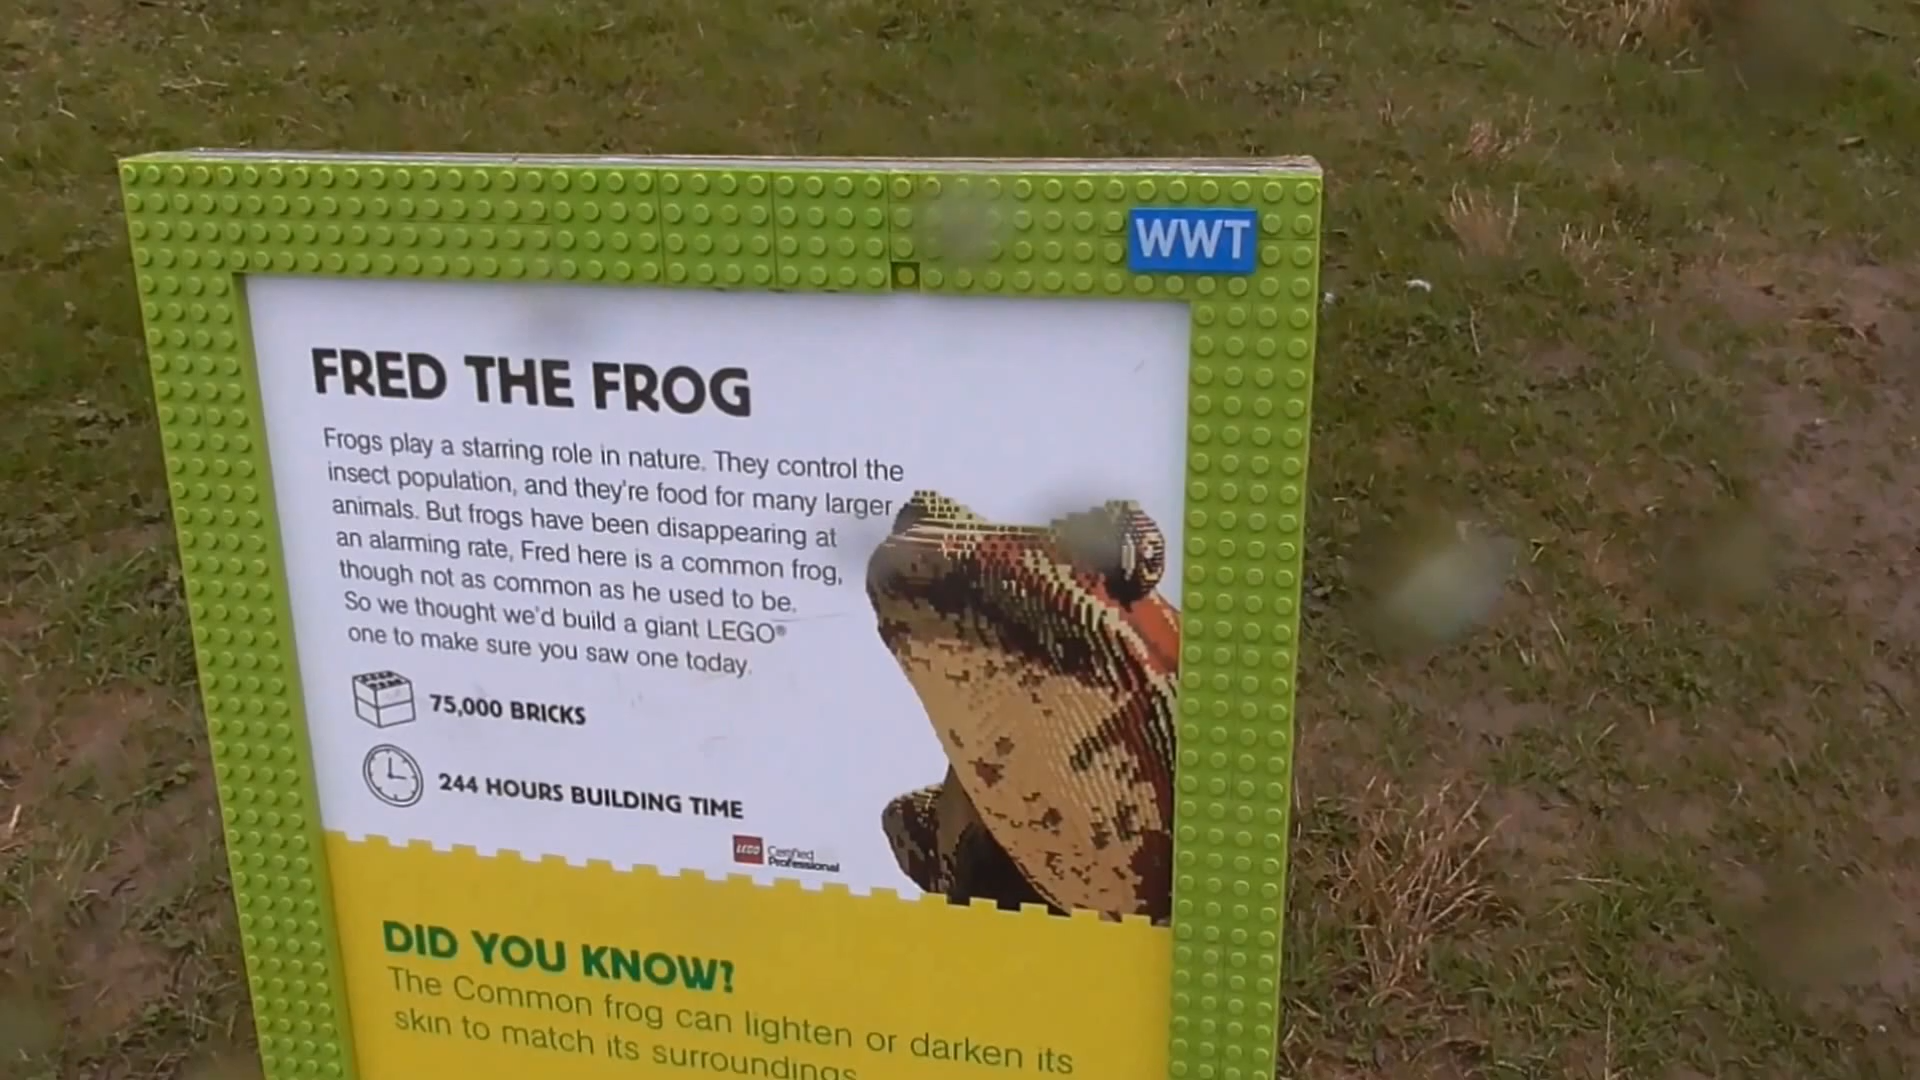 WWT
FRED THE FROG
Frogs play a starring role in nature. They control the
insect population, and they're food for many larger
animals. But frogs have been disappearing at
an alarming rate, Fred here is a common frog,
though not as common as he used to be.
So we thought we'd build a giant LEGO®
one to make sure you saw one today.
75,000 BRICKS
244 HOURS BUILDING TIME
LEGO Certified
Professional
DID YOU KNOW?
The Common frog can lighten or darken its
skin to match its surroundings